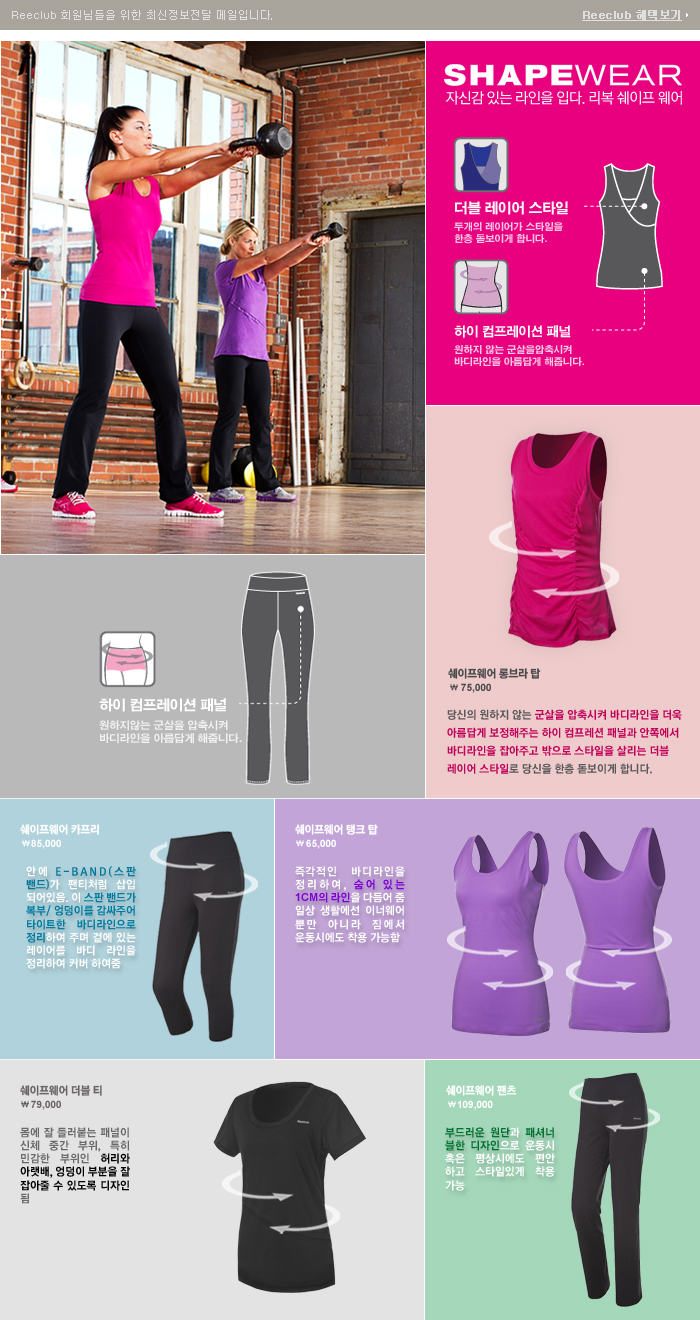 Reeclub 회원님들을 위한 최신정보전달 메일입니다.
Reeclub 혜택보기
SHAPEWEAR
자신감 있는 라인을 입다. 리복 쉐이프 웨어
더블 레이어 스타일
두개의 레이어가 스타일을
한층 돋보이게 합니다.
하이 컴프레이션 패널
원하지 않는 군살을압축시켜
바디라인을 아름답게 해줍니다.
하이 컴프레이션 패널
원하지않는 군살을 압축시켜
바디라인을 아름답게 해줍니다.
쉐이프웨어 롱브라 탑
₩ 75,000
당신의 원하지 않는 군살을 압축시켜 바디라인을 더욱
아름답게 보정해주는 하이 컴프레션 패널과 안쪽에서
바디라인을 잡아주고 밖으로 스타일을 살리는 더블
레이어 스타일로 당신을 한층 돋보이게 합니다.
쉐이프웨어 카프리
₩85,000
안에 E-BAND(스판
밴드)가 팬티처럼 삽입
되어있음. 이 스판 밴드가
복부/ 엉덩이를 감싸주어
타이트한 바디라인으로
정리하여 주며 겉에 있는
레이어를 바디 라인을
정리하여 커버 하여줌
쉐이프웨어 탱크 탑
₩65,000
즉각적인 바디라인을
정리하여, 숨어 있는
1CM의 라인을 다듬어 줌
일상 생활에선 이너웨어
뿐만 아니라 짐에서
운동시에도 착용 가능함
쉐이프웨어 더블 티
₩79,000
몸에 잘 들러붙는 패널이
신체 중간 부위, 특히
민감한 부위인 허리와
아랫배, 엉덩이 부분을 잘
잡아줄 수 있도록 디자인
됨
쉐이프웨어 팬츠
₩109,000
부드러운 원단과 패셔너
블한 디자인으로 운동시
혹은 평상시에도 편안
하고 스타일있게 착용
가능